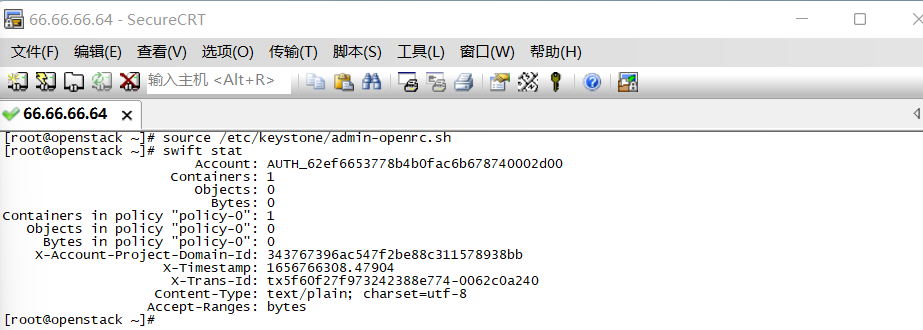 66.66.66.64 - SecureCRT
文件(F) 编辑(E) 查看(V) 选项(O) 传输(T) 脚本(S) 工具(L) 窗口(W) 帮助(H)
输入主机 <Alt+R>
66.66.66.64
[root@openstack ~]# source /etc/keystone/admin-openrc.sh
[root@openstack ~]# swift stat
Account: AUTH_62ef6653778b4b0fac6b678740002d00
Containers: 1
Objects: 0
Bytes: 0
Containers in policy "policy-0": 1
Objects in policy "policy-0": 0
Bytes in policy "policy-0": 0
X-Account-Project-Domain-Id: 343767396ac547f2be88c311578938bb
X-Timestamp: 1656766308.47904
X-Trans-Id: tx5f60f27f973242388e774-0062c0a240
Content-Type: text/plain; charset=utf-8
Accept-Ranges: bytes
[root@openstack ~]#